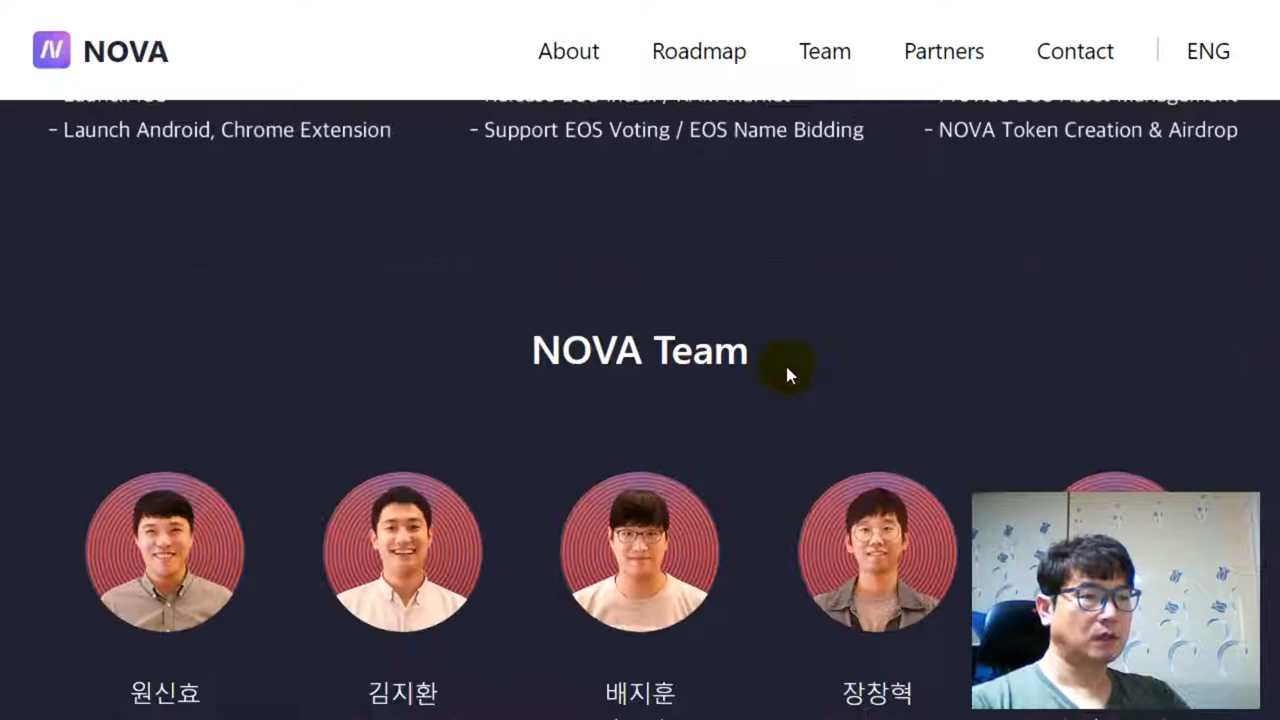 NOVA
About
Roadmap
Team
Partners
Contact
ENG
- Launch Android, Chrome Extension
- Support EOS Voting / EOS Name Bidding
- NOVA Token Creation & Airdrop
NOVA Team
원신효
김지환
배지훈
장창혁